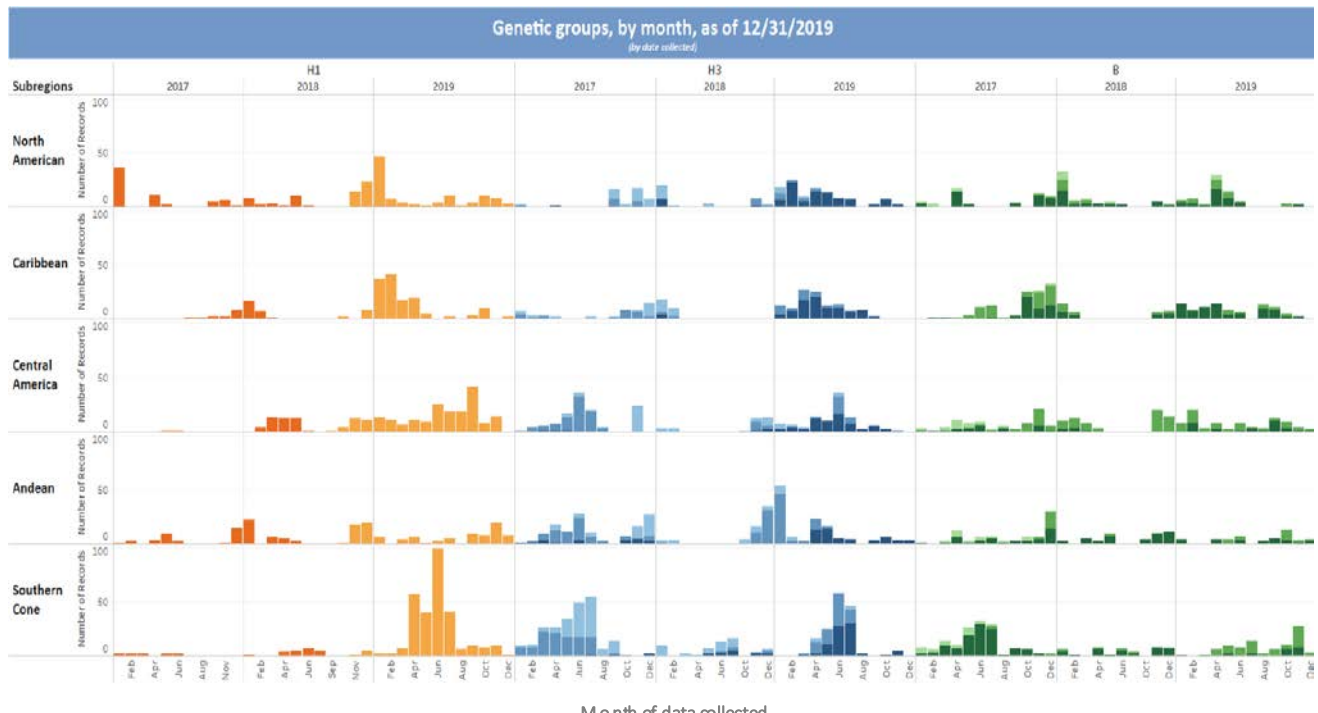 Genetic groups, by month, as of 12/31/2019
(by date collected)
H1 H3 B
Subregions 2017 2018 2019 2017 2018 2019 2017 2018 2019
North American Number of Records 100 50 0
Caribbean Number of Records 100 50 0
Central America Number of Records 100 50 0
Andean Number of Records 100 50 0
Southern Cone Number of Records 100 50 0
Feb Apr Jun Aug Nov Feb Apr Jun Sep Nov Feb Apr Jun Aug Oct Dec Feb Apr Jun Aug Oct Dec Feb Apr Jun Oct Dec Feb Apr Jun Aug Oct Dec Feb Apr Jun Aug Oct Dec Feb Apr Jun Oct Dec Feb Apr Jun Aug Oct
Month of data collected